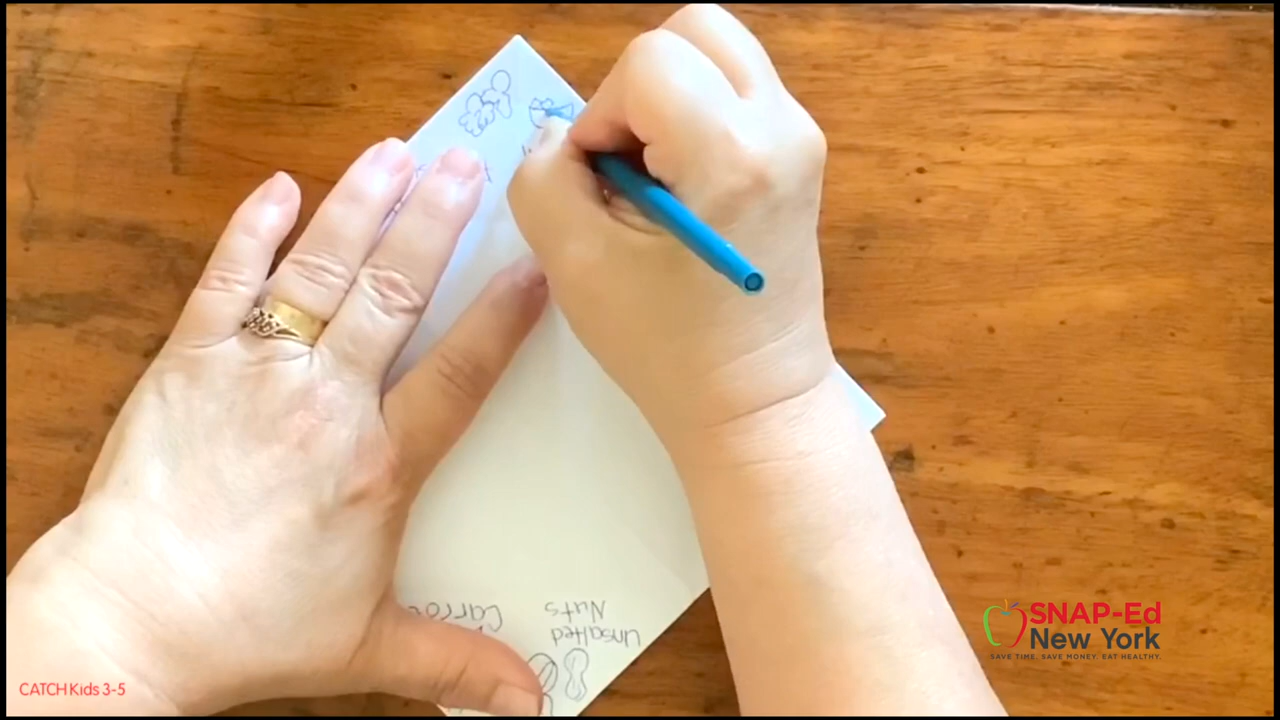 Unsalted
Nuts
SNAP-Ed
New York
SAVE TIME. SAVE MONEY. EAT HEALTHY.
CATCH Kids 3-5